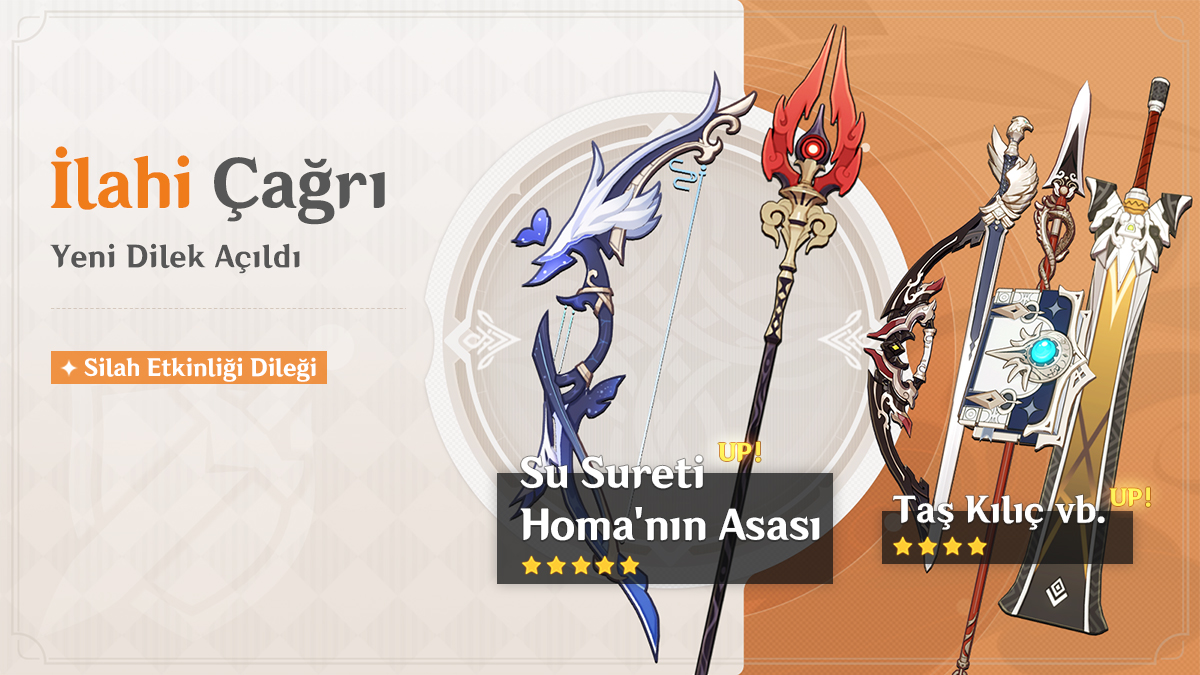 İlahi Çağrı
Yeni Dilek Açıldı
Silah Etkinliği Dileği
UP!
Su Sureti
Homa'nın Asası
UP!
Taş Kılıç vb.